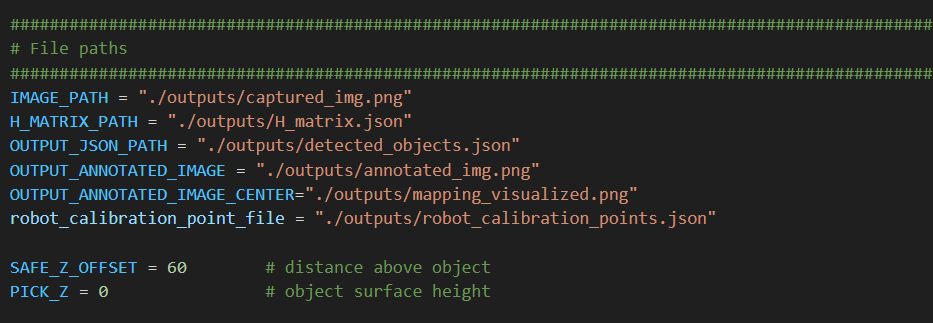 ##############################################################################################
# File paths
##############################################################################################
IMAGE_PATH = "./outputs/captured_img.png"
H_MATRIX_PATH = "./outputs/H_matrix.json"
OUTPUT_JSON_PATH = "./outputs/detected_objects.json"
OUTPUT_ANNOTATED_IMAGE = "./outputs/annotated_img.png"
OUTPUT_ANNOTATED_IMAGE_CENTER="./outputs/mapping_visualized.png"
robot_calibration_point_file = "./outputs/robot_calibration_points.json"
SAFE_Z_OFFSET = 60        # distance above object
PICK_Z = 0                # object surface height